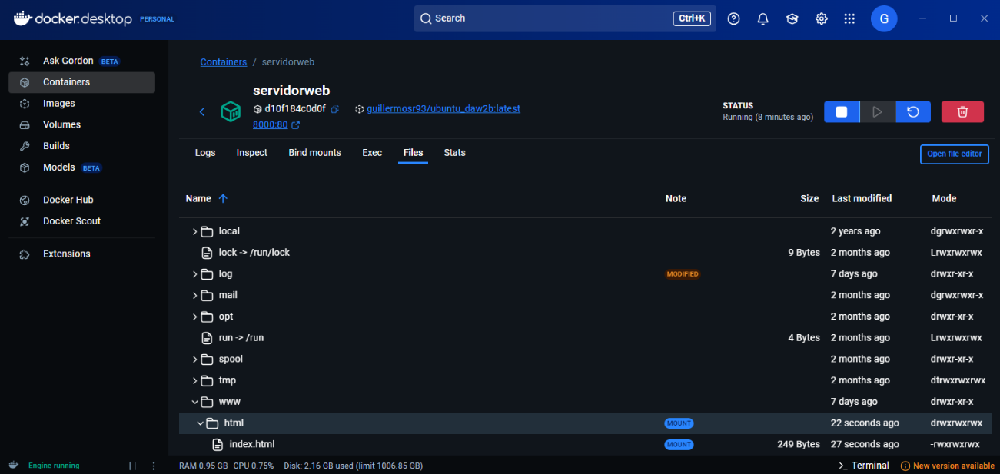 docker.desktop PERSONAL
Search Ctrl+K
G
Ask Gordon BETA
Containers
Images
Volumes
Builds
Models BETA
Docker Hub
Docker Scout
Extensions
Containers / servidorweb
servidorweb
d10f184c0d0f guillermosr93/ubuntu_daw2b:latest
8000:80
STATUS
Running (8 minutes ago)
Logs Inspect Bind mounts Exec Files Stats
Open file editor
Name Note Size Last modified Mode
local 2 years ago dgrwxrwxr-x
lock -> /run/lock 9 Bytes 2 months ago Lrwxrwxrwx
log MODIFIED 7 days ago drwxr-xr-x
mail 2 months ago dgrwxrwxr-x
opt 2 months ago drwxr-xr-x
run -> /run 4 Bytes 2 months ago Lrwxrwxrwx
spool 2 months ago drwxr-xr-x
tmp 2 months ago dtrwxrwxrwx
www 7 days ago drwxr-xr-x
html MOUNT 22 seconds ago drwxrwxrwx
index.html MOUNT 249 Bytes 27 seconds ago -rwxrwxrwx
Engine running
RAM 0.95 GB CPU 0.75% Disk: 2.16 GB used (limit 1006.85 GB)
>_ Terminal New version available